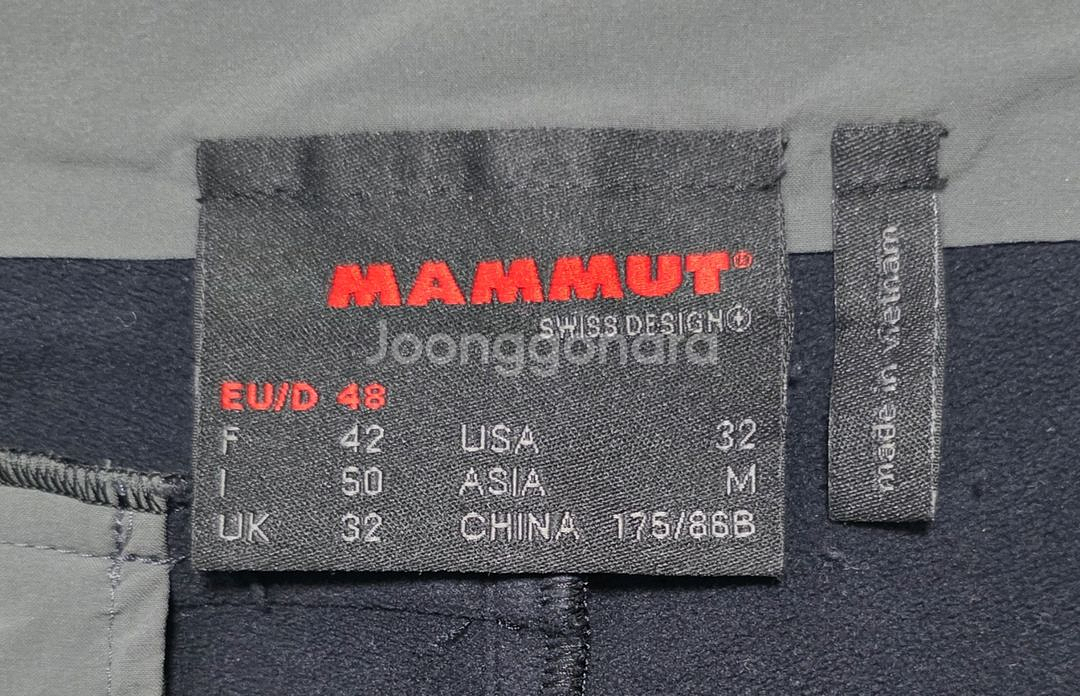 MAMMUT®
SWISS DESIGN
Joonggonara
EU/D 48
F 42 USA 32
I 50 ASIA M
UK 32 CHINA 175/86B
made in vietnam